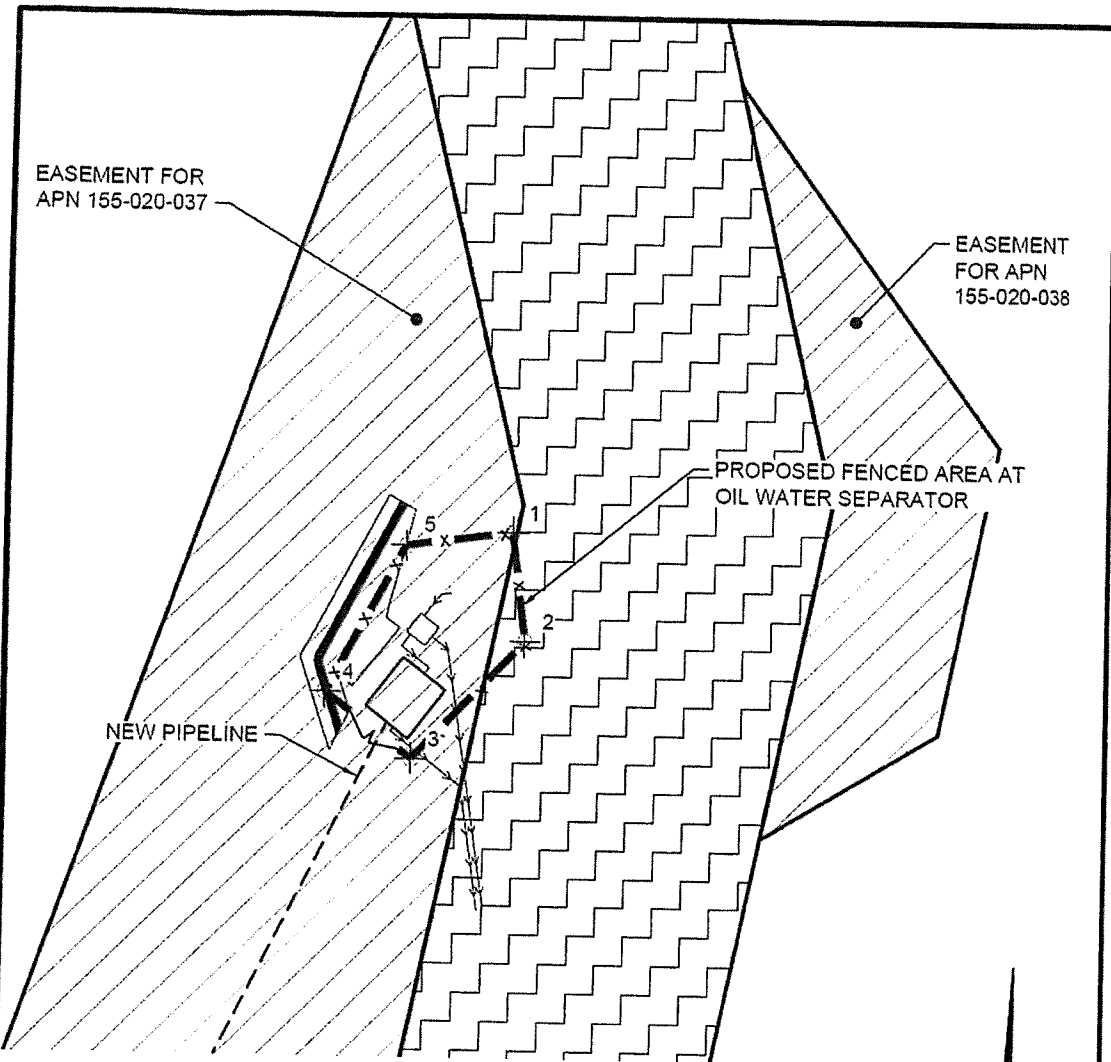 EASEMENT FOR
APN 155-020-037
EASEMENT
FOR APN
155-020-038
PROPOSED FENCED AREA AT
OIL WATER SEPARATOR
5
1
2
4
3
NEW PIPELINE